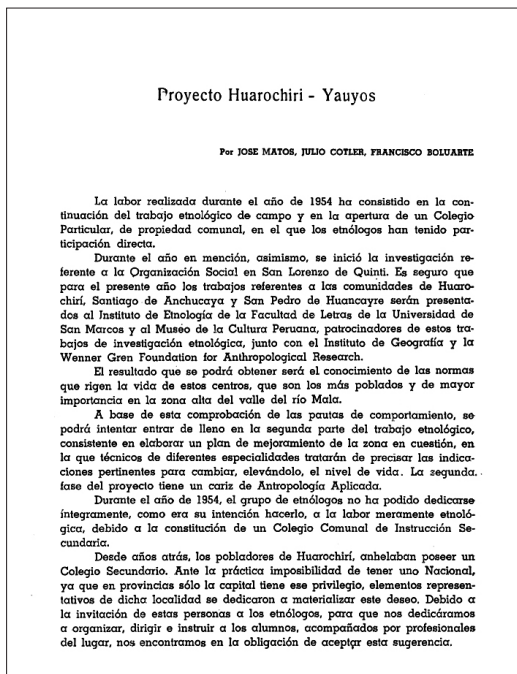 Proyecto Huarochiri - Yauyos
Por JOSE MATOS, JULIO COTLER, FRANCISCO BOLUARTE
La labor realizada durante el año de 1954 ha consistido en la con-
tinuación del trabajo etnológico de campo y en la apertura de un Colegio
Particular, de propiedad comunal, en el que los etnólogos han tenido par-
ticipación directa.
Durante el año en mención, asimismo, se inició la investigación re-
ferente a la Organización Social en San Lorenzo de Quinti. Es seguro que
para el presente año los trabajos referentes a las comunidades de Huaro-
chirí, Santiago de Anchucaya y San Pedro de Huancayre serán presenta-
dos al Instituto de Etnología de la Facultad de Letras de la Universidad de
San Marcos y al Museo de la Cultura Peruana, patrocinadores de estos tra-
bajos de investigación etnológica, junto con el Instituto de Geografía y la
Wenner Gren Foundation for Anthropological Research.
El resultado que se podrá obtener será el conocimiento de las normas
que rigen la vida de estos centros, que son los más poblados y de mayor
importancia en la zona alta del valle del río Mala.
A base de esta comprobación de las pautas de comportamiento, se
podrá intentar entrar de lleno en la segunda parte del trabajo etnológico,
consistente en elaborar un plan de mejoramiento de la zona en cuestión, en
la que técnicos de diferentes especialidades tratarán de precisar las indica-
ciones pertinentes para cambiar, elevándolo, el nivel de vida. La segunda
fase del proyecto tiene un cariz de Antropología Aplicada.
Durante el año de 1954, el grupo de etnólogos no ha podido dedicarse
íntegramente, como era su intención hacerlo, a la labor meramente etnoló-
gica, debido a la constitución de un Colegio Comunal de Instrucción Se-
cundaria.
Desde años atrás, los pobladores de Huarochirí, anhelaban poseer un
Colegio Secundario. Ante la práctica imposibilidad de tener uno Nacional,
ya que en provincias sólo la capital tiene ese privilegio, elementos represen-
tativos de dicha localidad se dedicaron a materializar este deseo. Debido a
la invitación de estas personas a los etnólogos, para que nos dedicáramos
a organizar, dirigir e instruir a los alumnos, acompañados por profesionales
del lugar, nos encontramos en la obligación de aceptar esta sugerencia.